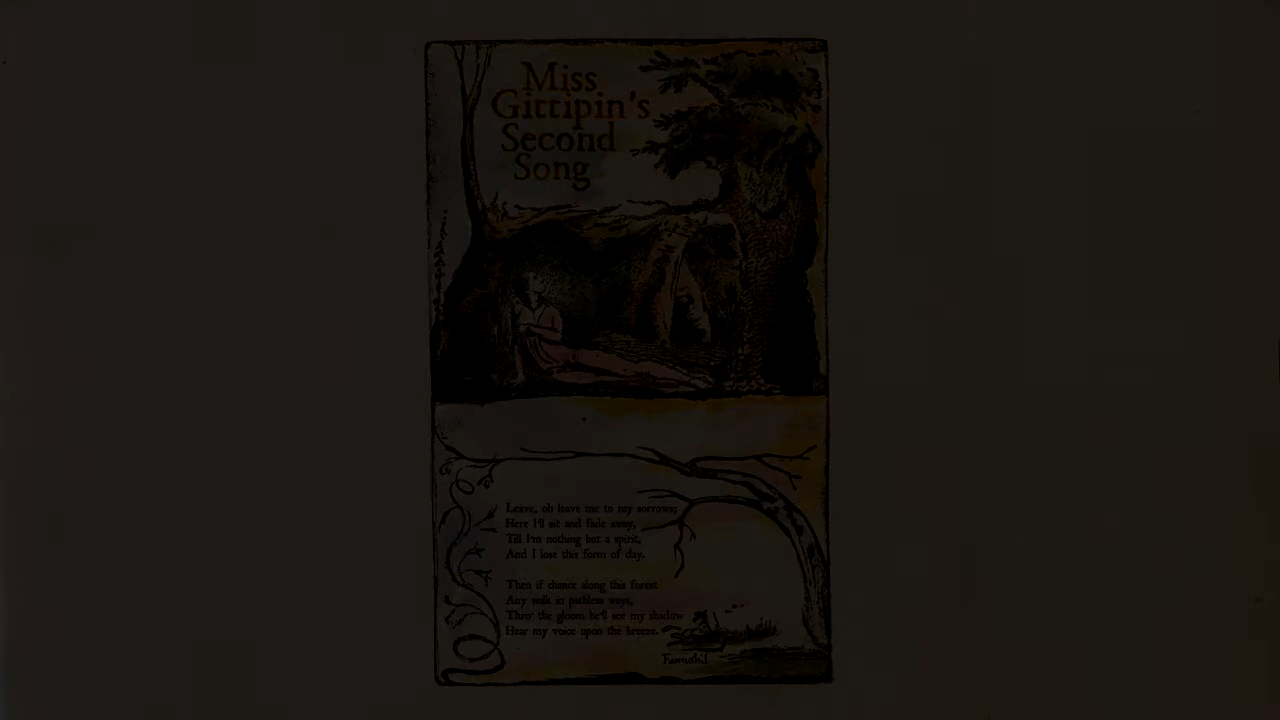 Miss
Gittipin's
Second
Song
Leave, oh leave me to my sorrows;
Here I'll sit and fade away,
Till I'm nothing but a spirit,
And I lose this form of day.
Then if chance along this forest
Any walk in pathless ways,
Thro' the gloom he'll see my shadow
Hear my voice upon the breeze.